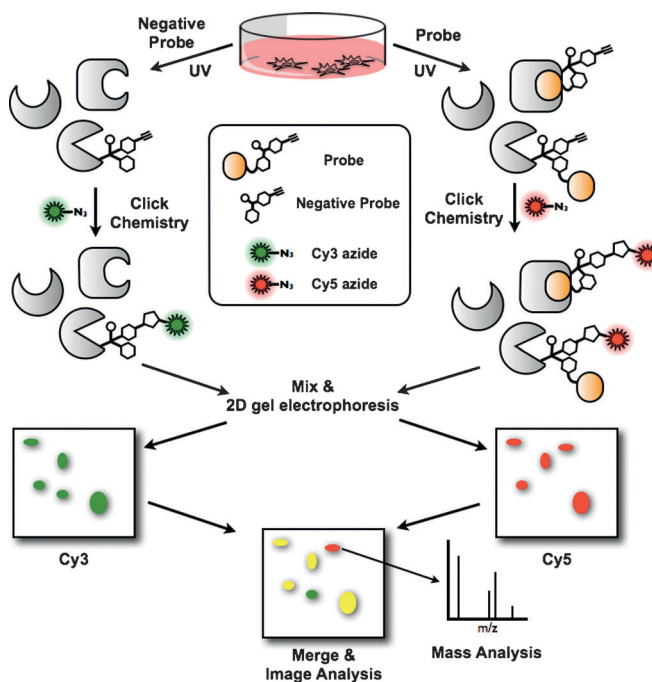 Negative
Probe
UV
Probe
UV
Probe
Negative Probe
N₃ Cy3 azide
N₃ Cy5 azide
N₃
Click
Chemistry
Click
Chemistry
N₃
Mix &
2D gel electrophoresis
Cy3
Cy5
m/z
Merge &
Image Analysis
Mass Analysis